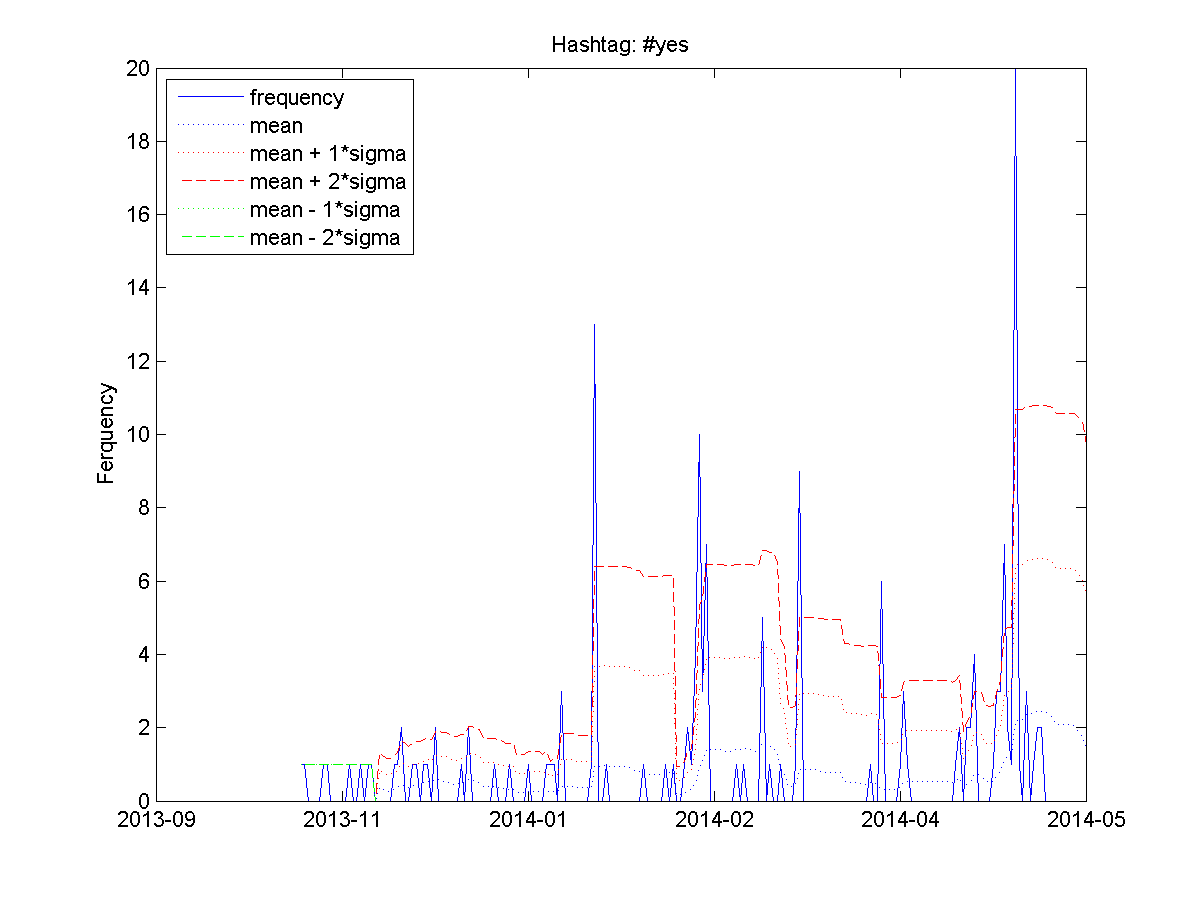 Hashtag: #yes
20
18
16
14
12
10
8
6
4
2
0
Ferquency
frequency
mean
mean + 1*sigma
mean + 2*sigma
mean - 1*sigma
mean - 2*sigma
2013-09
2013-11
2014-01
2014-02
2014-04
2014-05